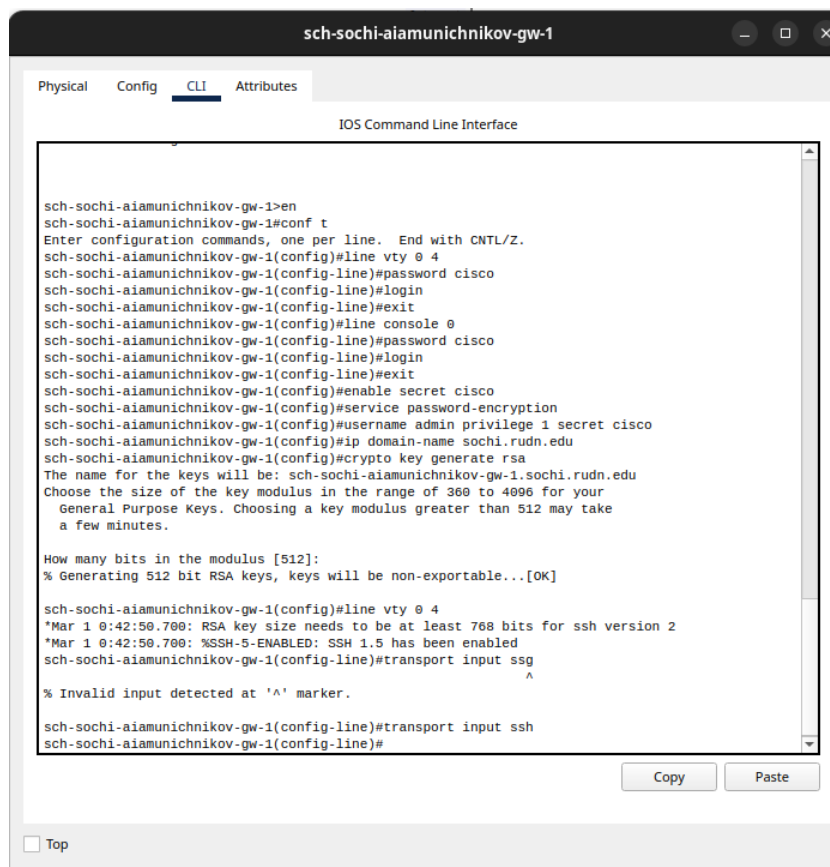 sch-sochi-aiamunichnikov-gw-1
Physical Config CLI Attributes
IOS Command Line Interface
sch-sochi-aiamunichnikov-gw-1>en
sch-sochi-aiamunichnikov-gw-1#conf t
Enter configuration commands, one per line.  End with CNTL/Z.
sch-sochi-aiamunichnikov-gw-1(config)#line vty 0 4
sch-sochi-aiamunichnikov-gw-1(config-line)#password cisco
sch-sochi-aiamunichnikov-gw-1(config-line)#login
sch-sochi-aiamunichnikov-gw-1(config-line)#exit
sch-sochi-aiamunichnikov-gw-1(config)#line console 0
sch-sochi-aiamunichnikov-gw-1(config-line)#password cisco
sch-sochi-aiamunichnikov-gw-1(config-line)#login
sch-sochi-aiamunichnikov-gw-1(config-line)#exit
sch-sochi-aiamunichnikov-gw-1(config)#enable secret cisco
sch-sochi-aiamunichnikov-gw-1(config)#service password-encryption
sch-sochi-aiamunichnikov-gw-1(config)#username admin privilege 1 secret cisco
sch-sochi-aiamunichnikov-gw-1(config)#ip domain-name sochi.rudn.edu
sch-sochi-aiamunichnikov-gw-1(config)#crypto key generate rsa
The name for the keys will be: sch-sochi-aiamunichnikov-gw-1.sochi.rudn.edu
Choose the size of the key modulus in the range of 360 to 4096 for your
  General Purpose Keys. Choosing a key modulus greater than 512 may take
  a few minutes.
How many bits in the modulus [512]:
% Generating 512 bit RSA keys, keys will be non-exportable...[OK]
sch-sochi-aiamunichnikov-gw-1(config)#line vty 0 4
*Mar 1 0:42:50.700: RSA key size needs to be at least 768 bits for ssh version 2
*Mar 1 0:42:50.700: %SSH-5-ENABLED: SSH 1.5 has been enabled
sch-sochi-aiamunichnikov-gw-1(config-line)#transport input ssg
^
% Invalid input detected at '^' marker.
sch-sochi-aiamunichnikov-gw-1(config-line)#transport input ssh
sch-sochi-aiamunichnikov-gw-1(config-line)#
Copy Paste
Top